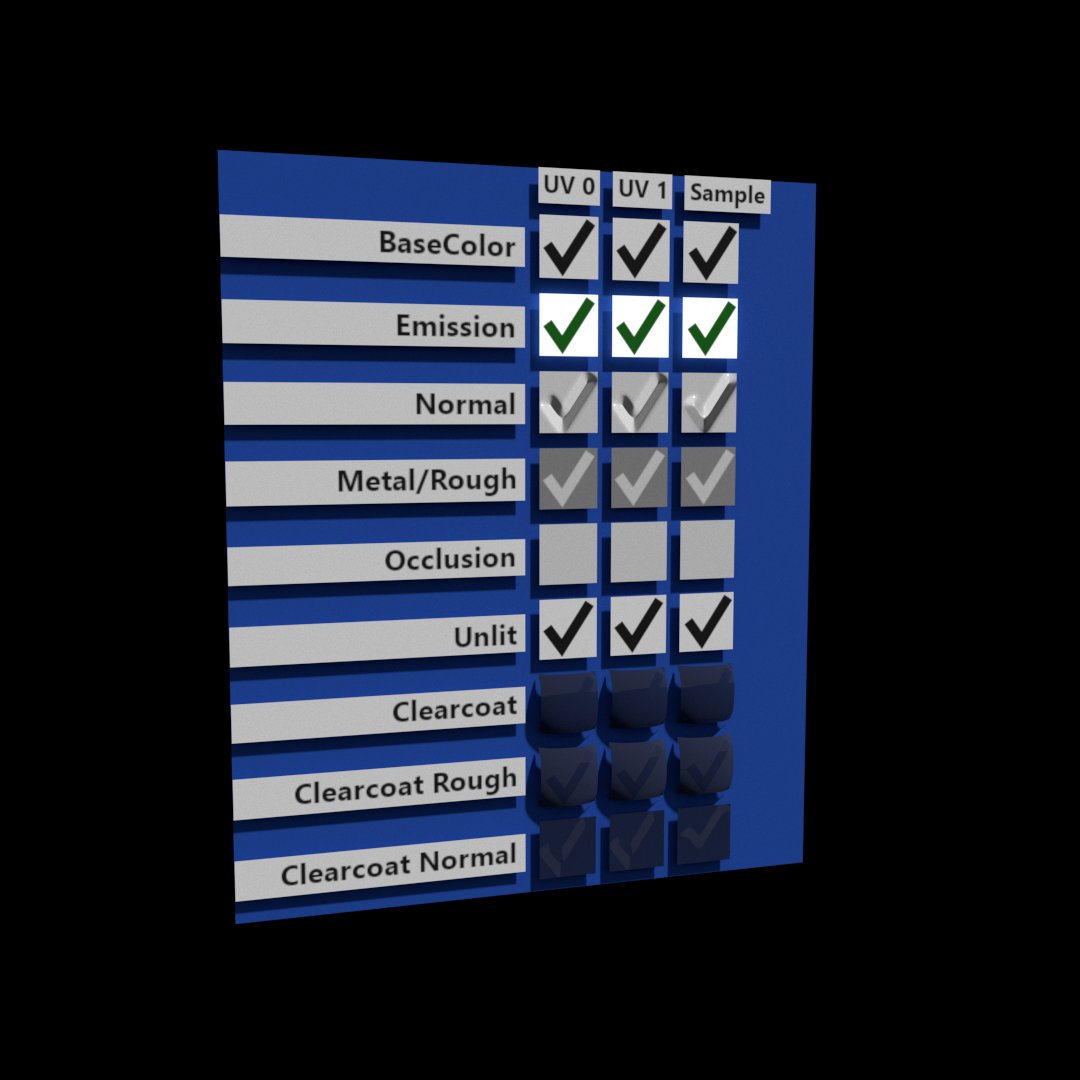 UV 0 UV 1 Sample
BaseColor
Emission
Normal
Metal/Rough
Occlusion
Unlit
Clearcoat
Clearcoat Rough
Clearcoat Normal